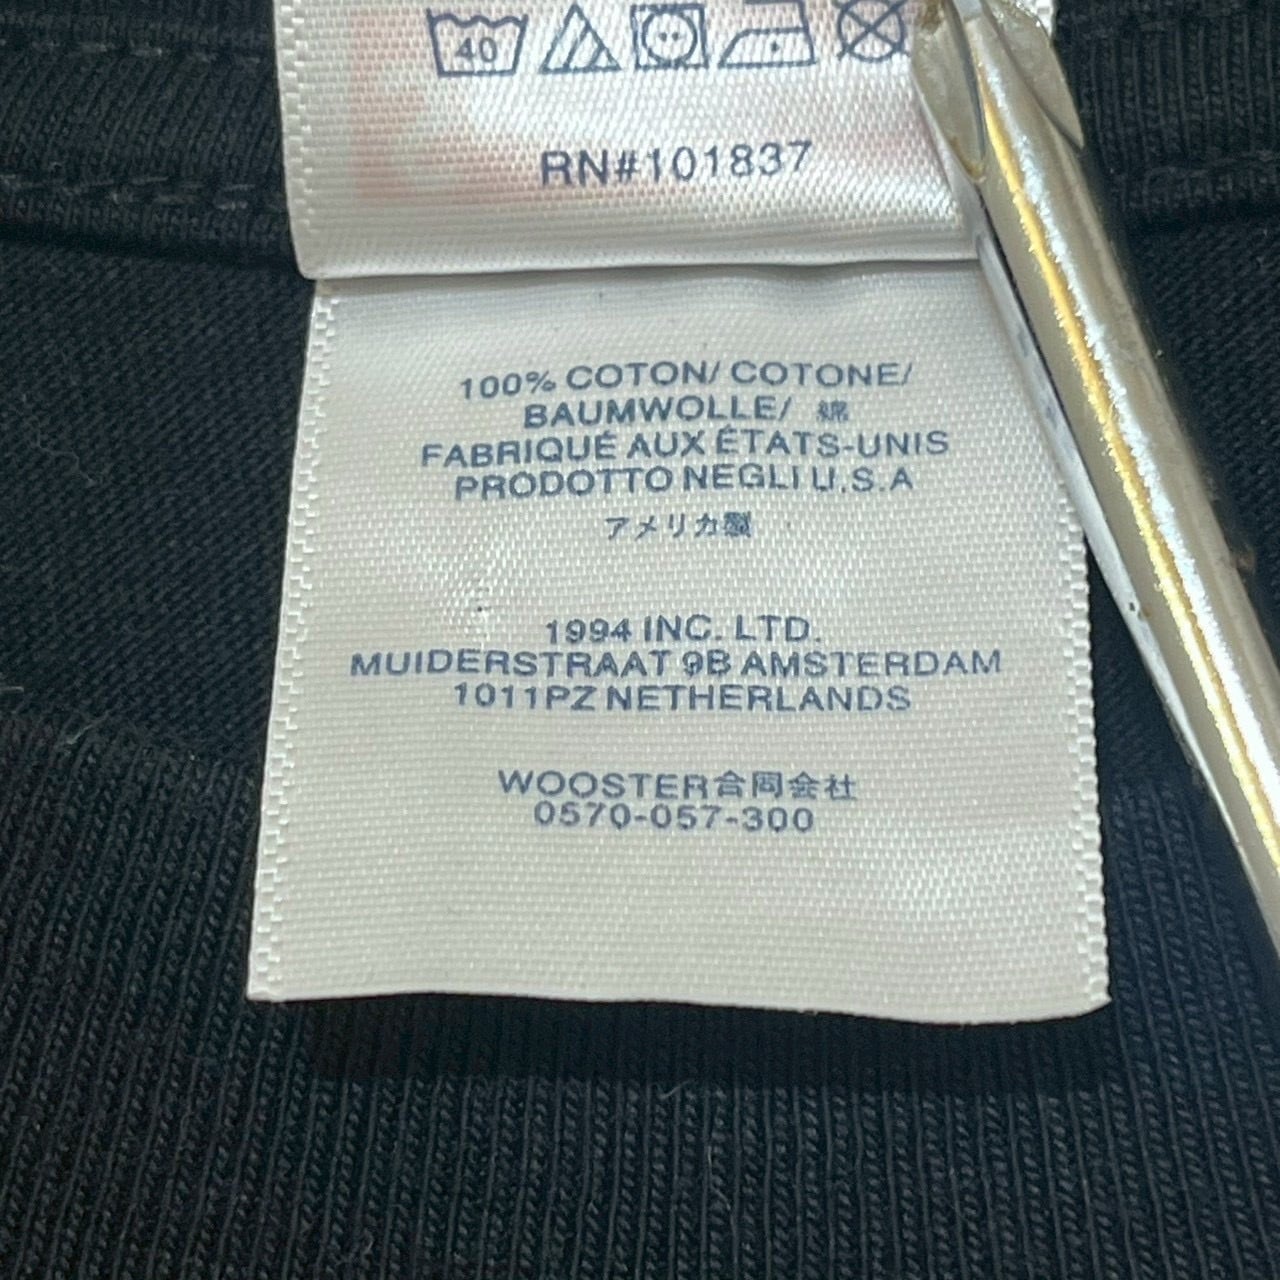 40
RN#101837
100% COTON/ COTONE/
BAUMWOLLE/ 綿
FABRIQUÉ AUX ÉTATS-UNIS
PRODOTTO NEGLI U.S.A
アメリカ製
1994 INC. LTD.
MUIDERSTRAAT 9B AMSTERDAM
1011PZ NETHERLANDS
WOOSTER合同会社
0570-057-300